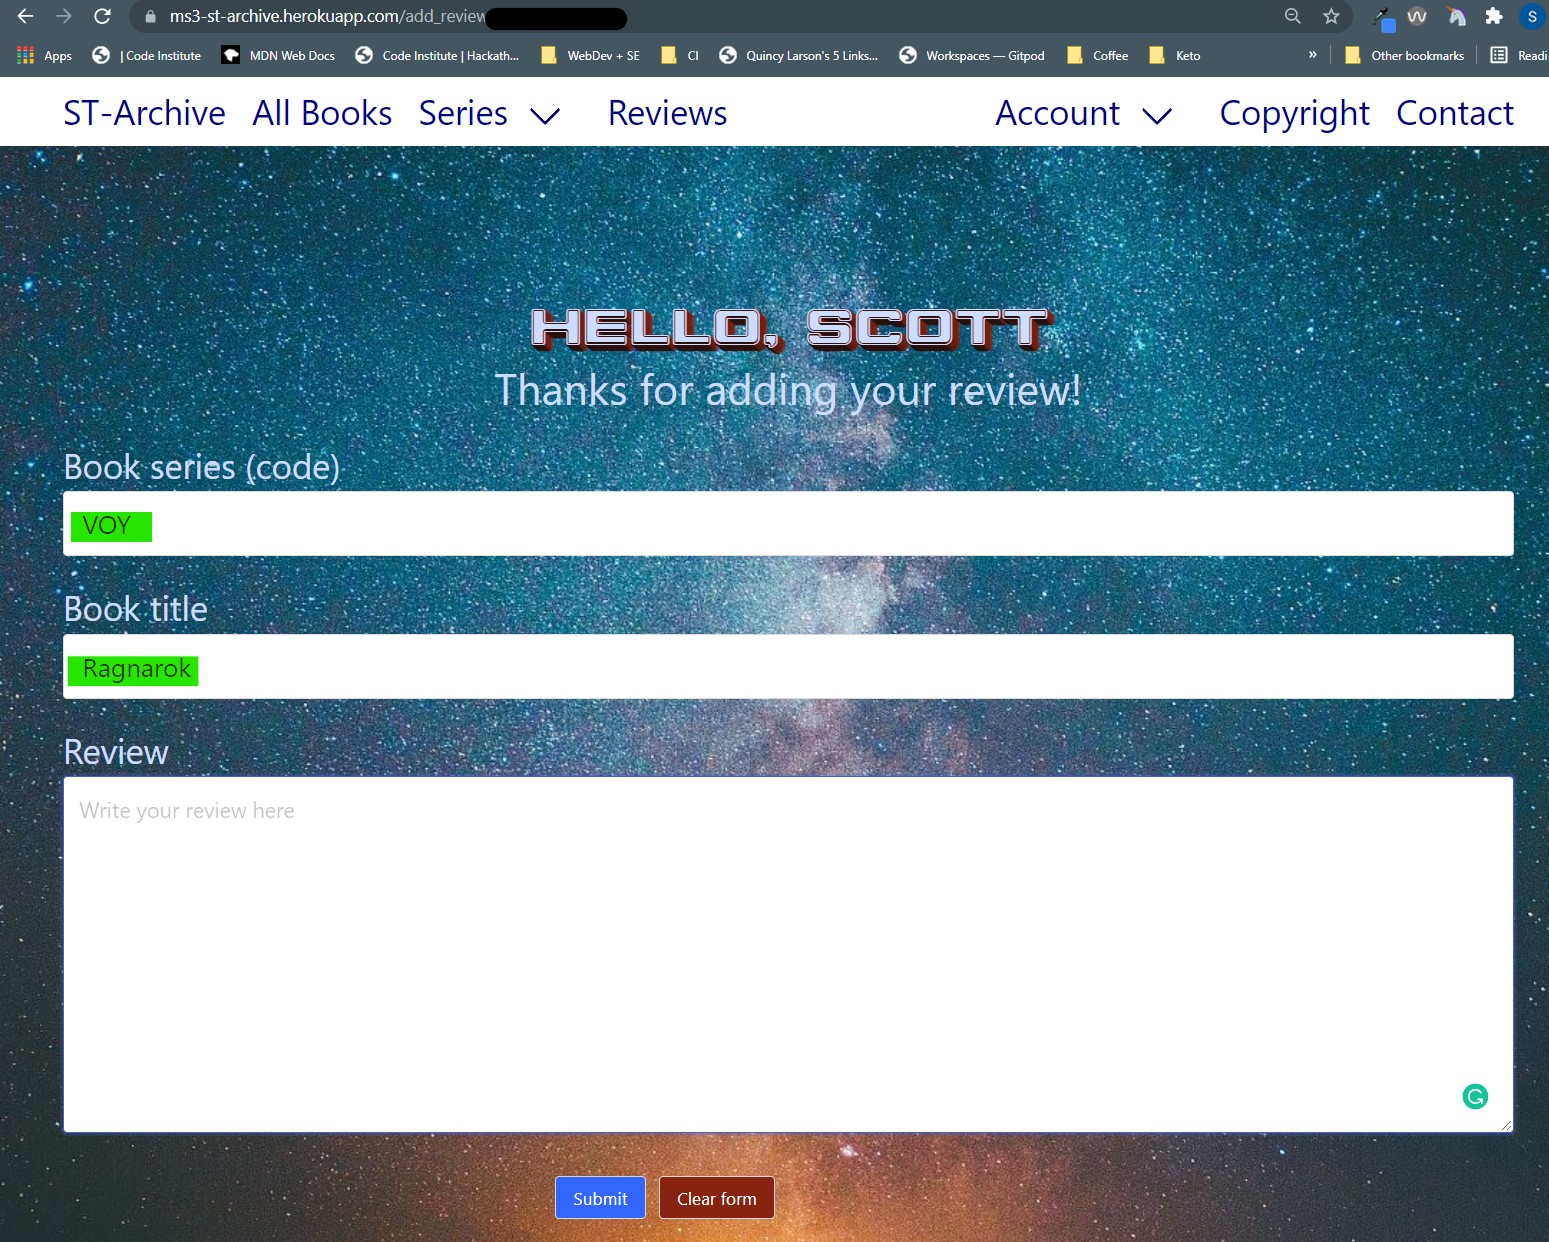 ms3-st-archive.herokuapp.com/add_review
Apps | Code Institute MDN Web Docs Code Institute | Hackath... WebDev + SE CI Quincy Larson's 5 Links... Workspaces — Gitpod Coffee Keto » Other bookmarks Readi
ST-Archive All Books Series Reviews Account Copyright Contact
HELLO, SCOTT
Thanks for adding your review!
Book series (code)
VOY
Book title
Ragnarok
Review
Write your review here
Submit Clear form